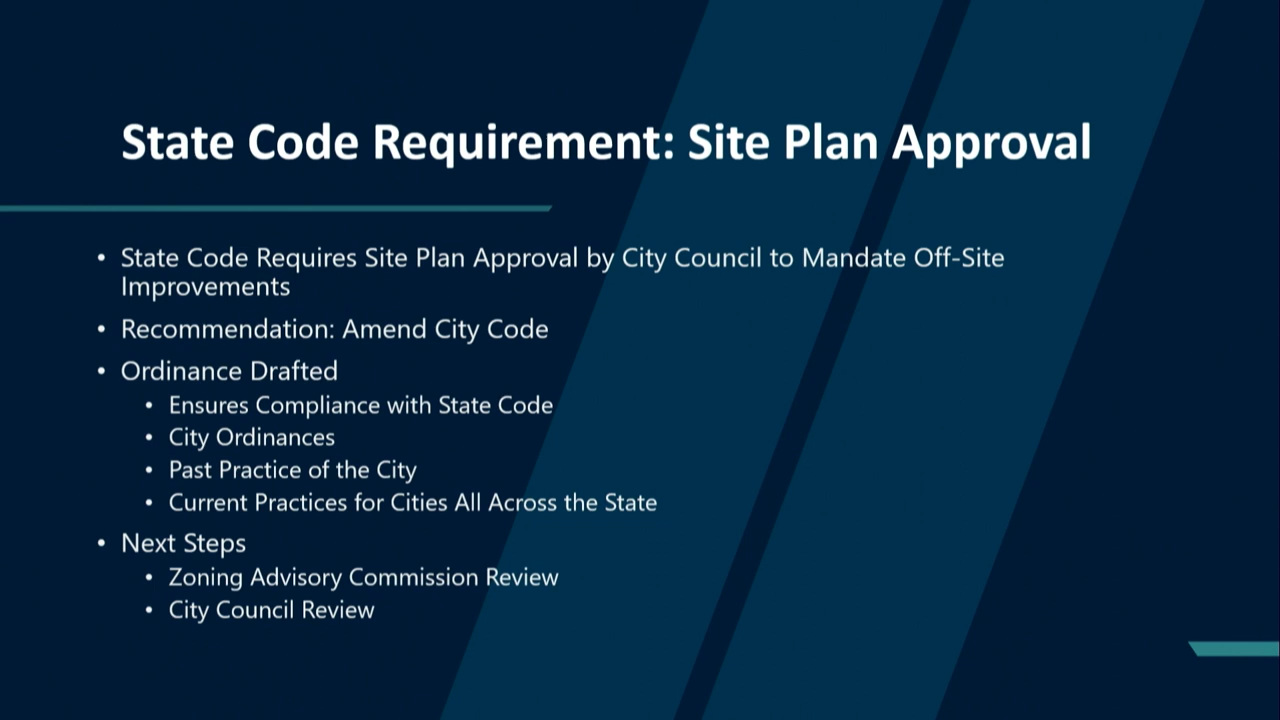 State Code Requirement: Site Plan Approval
• State Code Requires Site Plan Approval by City Council to Mandate Off-Site
Improvements
• Recommendation: Amend City Code
• Ordinance Drafted
• Ensures Compliance with State Code
• City Ordinances
• Past Practice of the City
• Current Practices for Cities All Across the State
• Next Steps
• Zoning Advisory Commission Review
• City Council Review